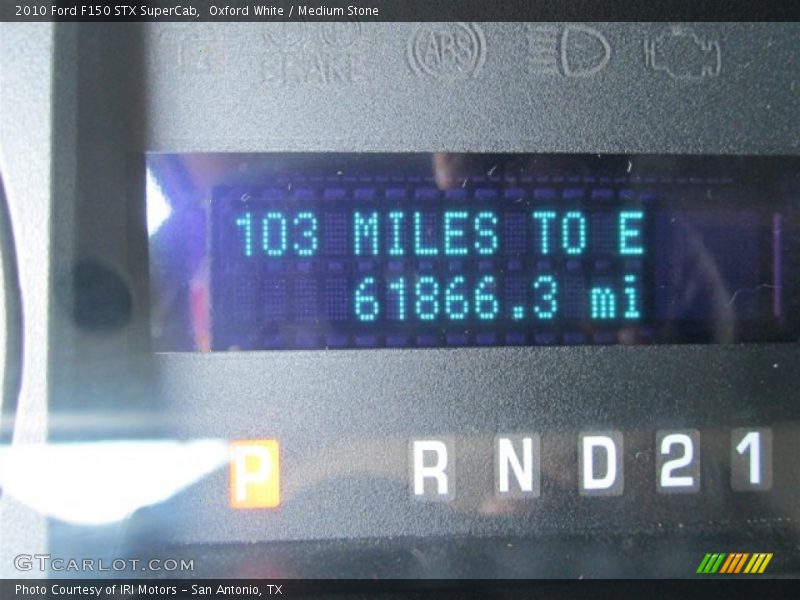 2010 Ford F150 STX SuperCab,  Oxford White / Medium Stone
BRAKE
ABS
103 MILES TO E
61866.3 mi
P R N D 2 1
GTCARLOT.COM
Photo Courtesy of IRI Motors – San Antonio, TX